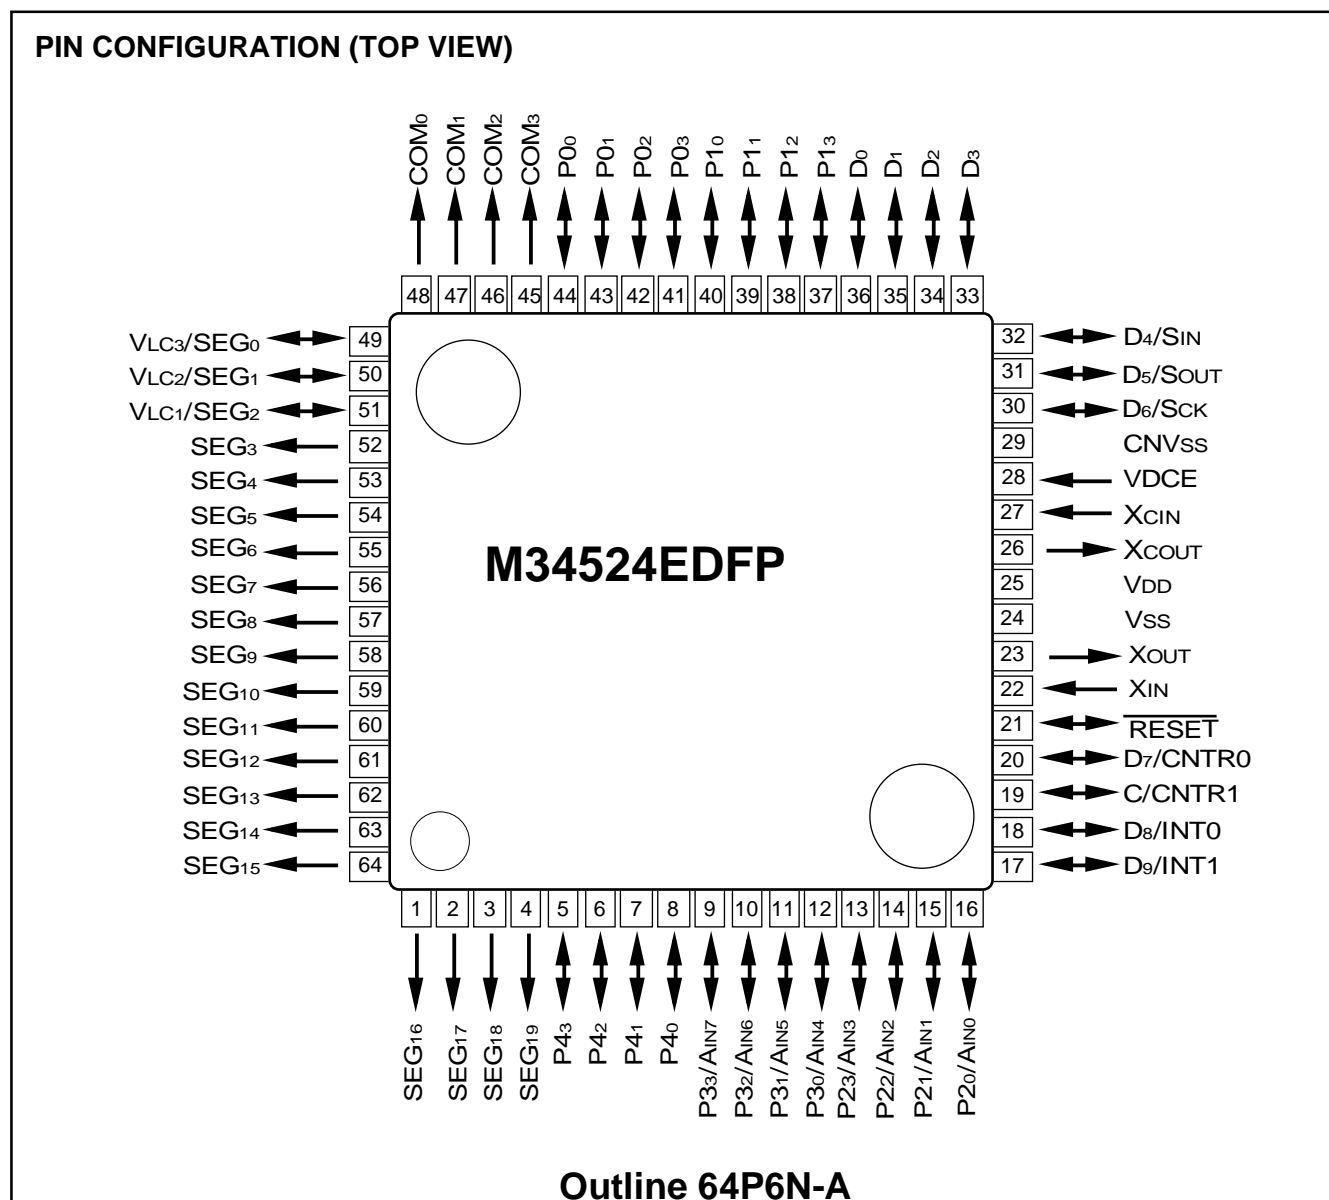 PIN CONFIGURATION (TOP VIEW)
COM0
COM1
COM2
COM3
P00
P01
P02
P03
P10
P11
P12
P13
D0
D1
D2
D3
48 47 46 45 44 43 42 41 40 39 38 37 36 35 34 33
VLC3/SEG0 49
VLC2/SEG1 50
VLC1/SEG2 51
SEG3 52
SEG4 53
SEG5 54
SEG6 55
SEG7 56
SEG8 57
SEG9 58
SEG10 59
SEG11 60
SEG12 61
SEG13 62
SEG14 63
SEG15 64
M34524EDFP
32 D4/SIN
31 D5/SOUT
30 D6/SCK
29 CNVSS
28 VDCE
27 XCIN
26 XCOUT
25 VDD
24 VSS
23 XOUT
22 XIN
21 RESET
20 D7/CNTR0
19 C/CNTR1
18 D8/INT0
17 D9/INT1
1 2 3 4 5 6 7 8 9 10 11 12 13 14 15 16
SEG16
SEG17
SEG18
SEG19
P43
P42
P41
P40
P33/AIN7
P32/AIN6
P31/AIN5
P30/AIN4
P23/AIN3
P22/AIN2
P21/AIN1
P20/AIN0
Outline 64P6N-A